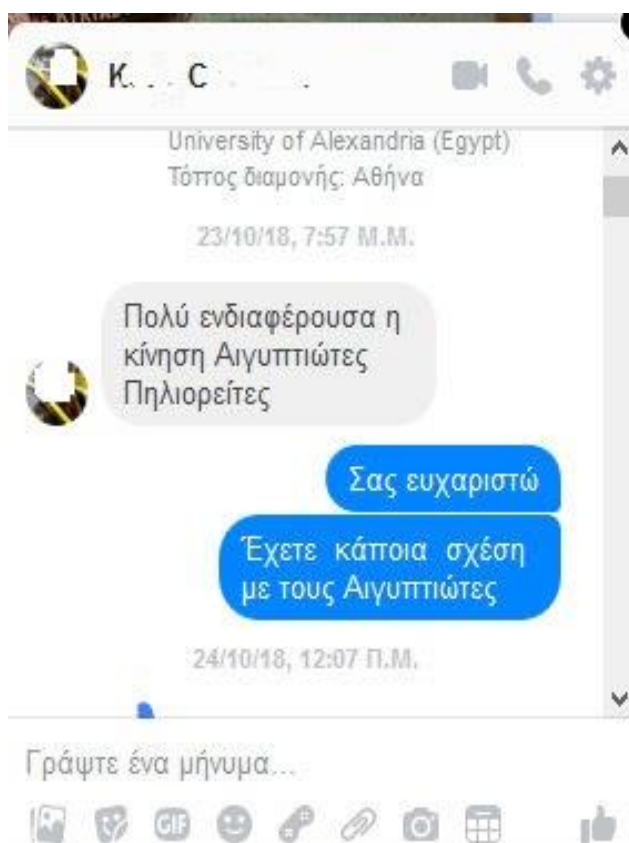 K. . . C
University of Alexandria (Egypt)
Τόπος διαμονής: Αθήνα
23/10/18, 7:57 Μ.Μ.
Πολύ ενδιαφέρουσα η
κίνηση Αιγυπτιώτες
Πηλιορείτες
Σας ευχαριστώ
Έχετε κάποια σχέση
με τους Αιγυπτιώτες
24/10/18, 12:07 Π.Μ.
Γράψτε ένα μήνυμα...
GIF